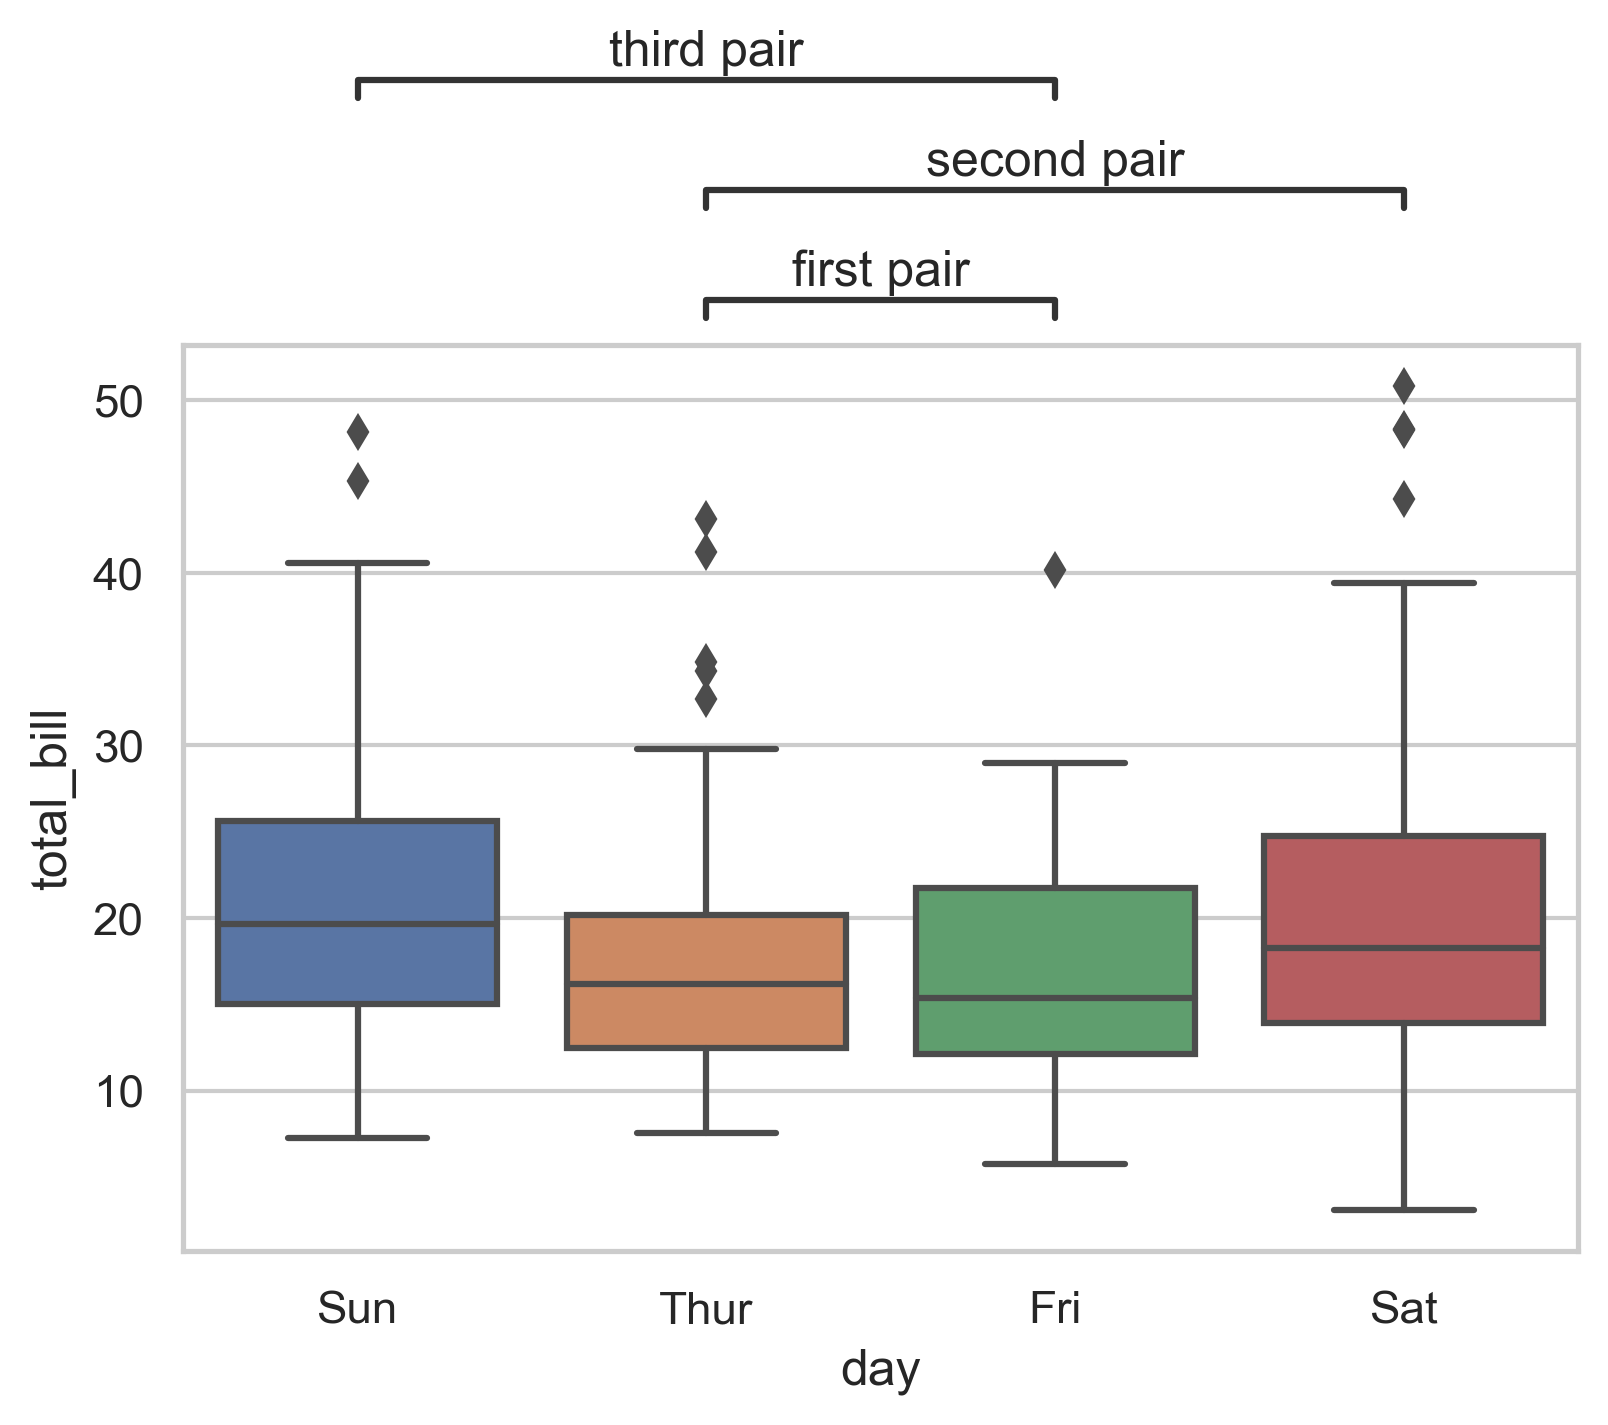 third pair
second pair
first pair
50
40
30
20
10
total_bill
Sun Thur Fri Sat
day